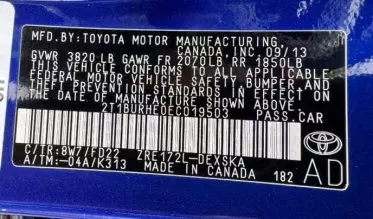 MFD.BY:TOYOTA MOTOR MANUFACTURING
CANADA, INC. 09/13
GVWR 3820LB GAWR FR 2070LB RR 1850LB
THIS VEHICLE CONFORMS TO ALL APPLICABLE
FEDERAL MOTOR VEHICLE SAFETY, BUMPER, AND
THEFT PREVENTION STANDARDS IN EFFECT ON
THE DATE OF MANUFACTURE SHOWN ABOVE.
2T1BURHE0EC019503 PASS.CAR
C/TR:8W7/FD22 ZRE172L-DEXSKA
A/TM:-04A/K313 MADE IN CANADA 182
TOYOTA
AD